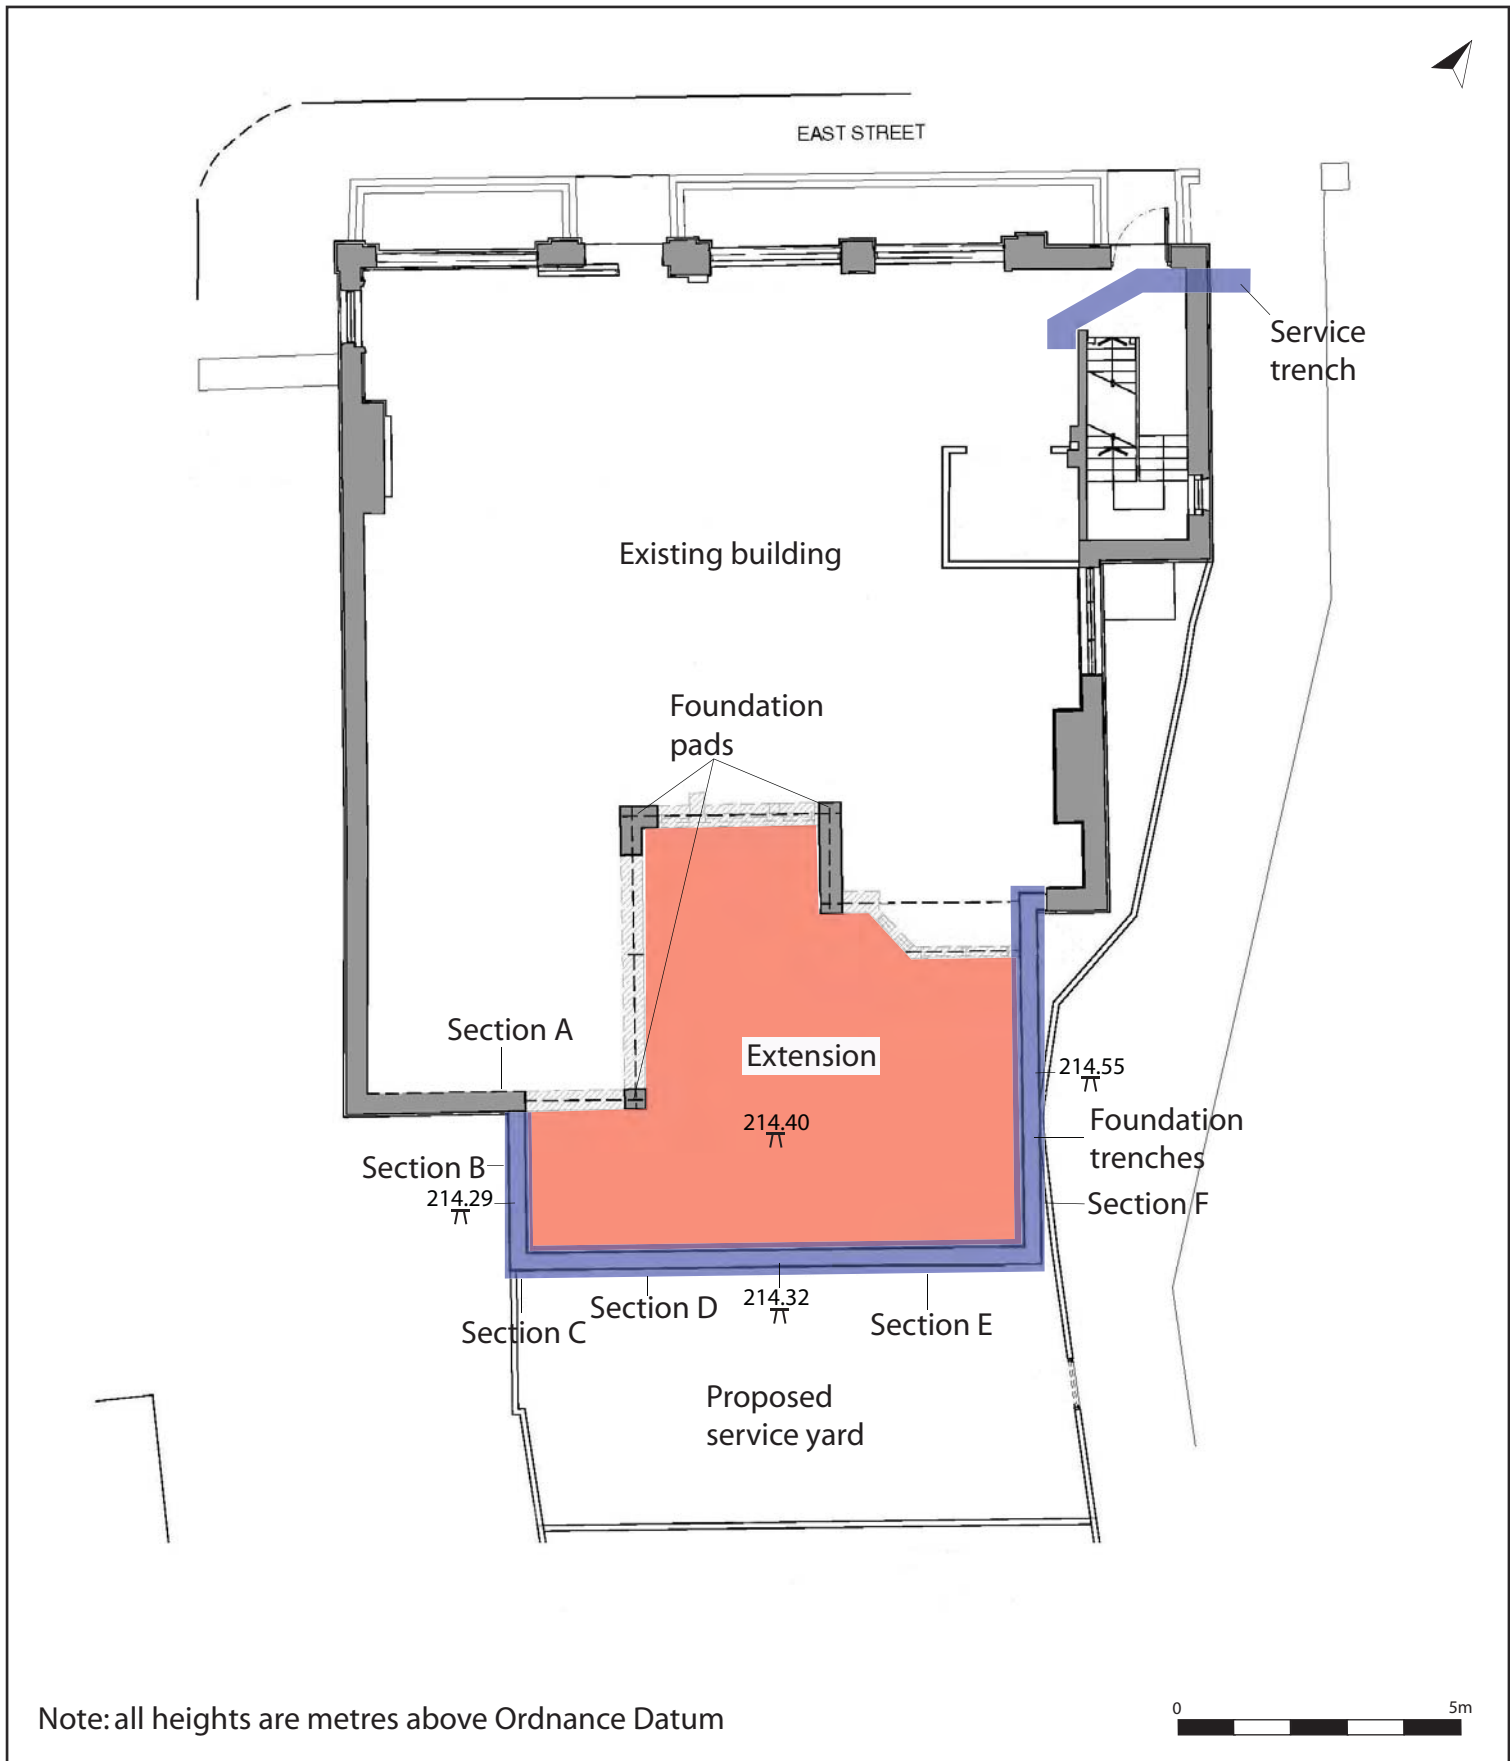 EAST STREET
Service
trench
Existing building
Foundation
pads
Section A
Extension
214.55
214.40
Foundation
trenches
Section B
214.29
Section F
214.32
Section D
Section C
Section E
Proposed
service yard
Note: all heights are metres above Ordnance Datum
0 5m